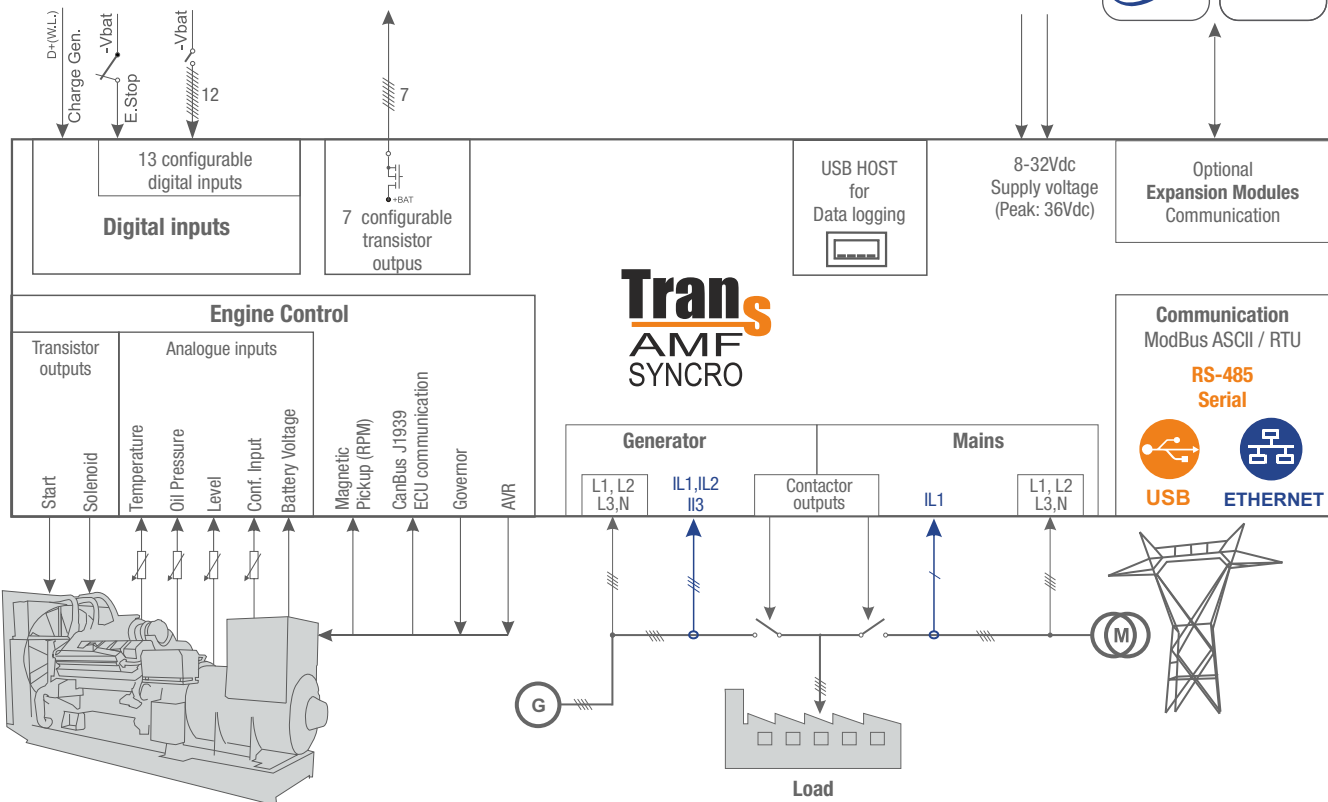 D+(W.L.)
Charge Gen.
-Vbat
E.Stop
-Vbat
12
7
13 configurable
digital inputs
Digital inputs
+BAT
7 configurable
transistor
outpus
USB HOST
for
Data logging
8-32Vdc
Supply voltage
(Peak: 36Vdc)
Optional
Expansion Modules
Communication
Trans
AMF
SYNCRO
Engine Control
Transistor
outputs
Analogue inputs
Start
Solenoid
Temperature
Oil Pressure
Level
Conf. Input
Battery Voltage
Magnetic
Pickup (RPM)
CanBus J1939
ECU communication
Governor
AVR
Generator
Mains
L1, L2
L3,N
IL1,IL2
Il3
Contactor
outputs
IL1
L1, L2
L3,N
Communication
ModBus ASCII / RTU
RS-485
Serial
USB
ETHERNET
G
M
Load